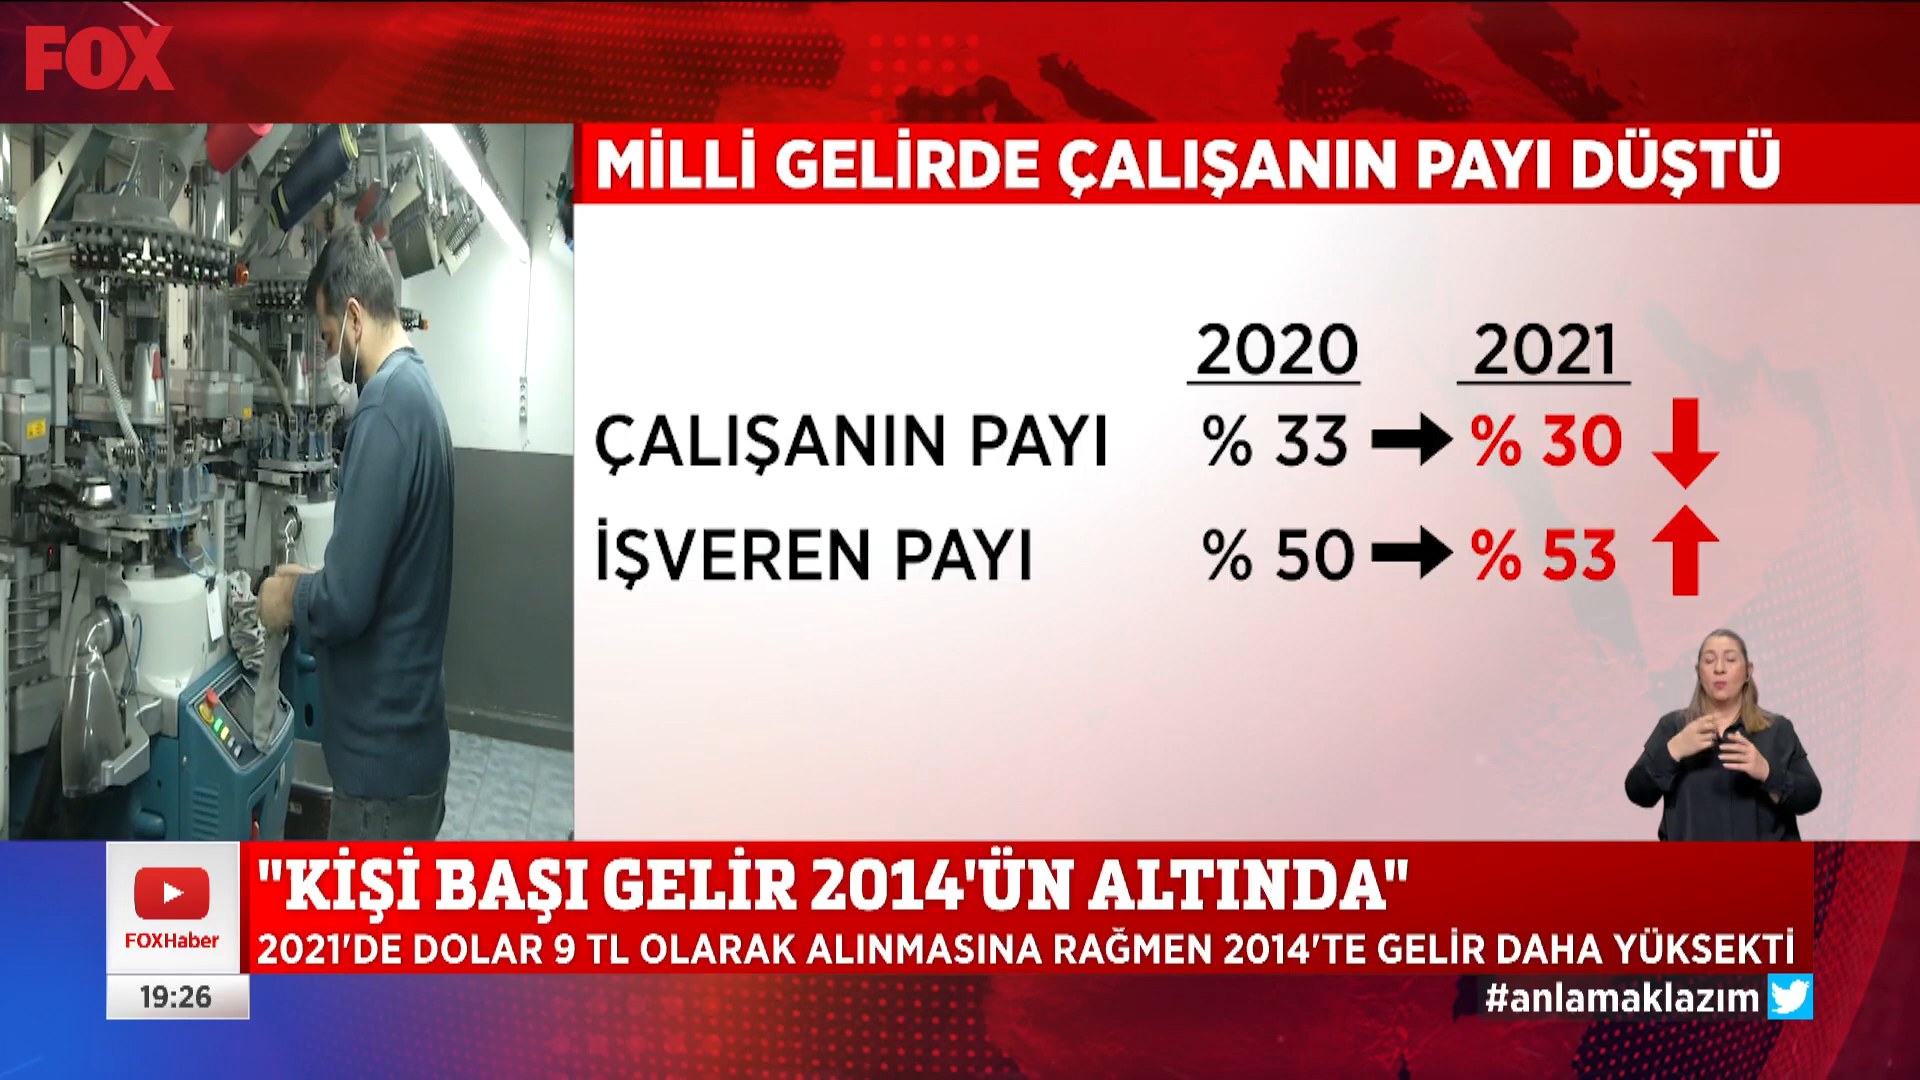 FOX
MİLLİ GELİRDE ÇALIŞANIN PAYI DÜŞTÜ
2020 2021
ÇALIŞANIN PAYI % 33 % 30
İŞVEREN PAYI % 50 % 53
"KİŞİ BAŞI GELİR 2014'ÜN ALTINDA"
FOXHaber
2021'DE DOLAR 9 TL OLARAK ALINMASINA RAĞMEN 2014'TE GELİR DAHA YÜKSEKTİ
19:26
#anlamaklazım